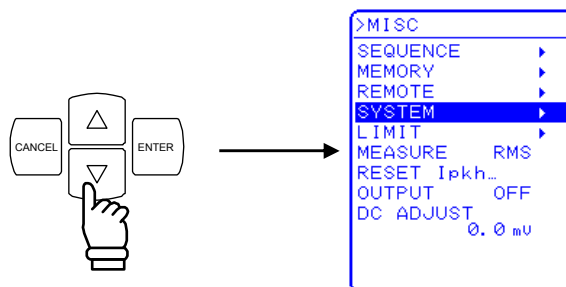 CANCEL
△
▽
ENTER
>MISC
SEQUENCE ▶
MEMORY ▶
REMOTE ▶
SYSTEM ▶
LIMIT ▶
MEASURE RMS
RESET Ipkh…
OUTPUT OFF
DC ADJUST
0.0 mV